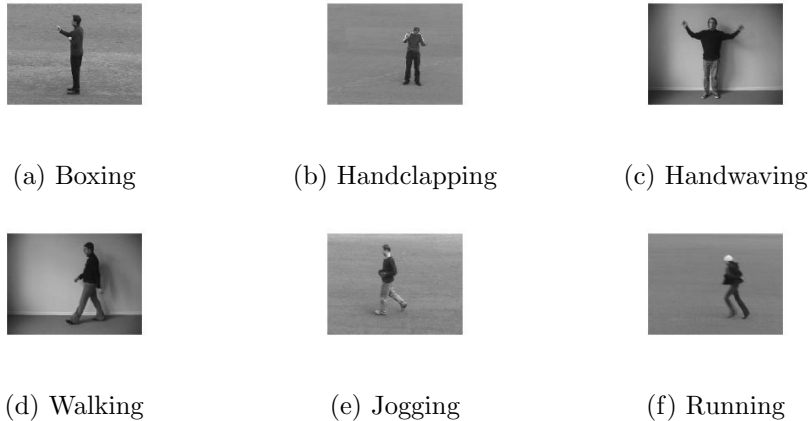 (a) Boxing
(b) Handclapping
(c) Handwaving
(d) Walking
(e) Jogging
(f) Running